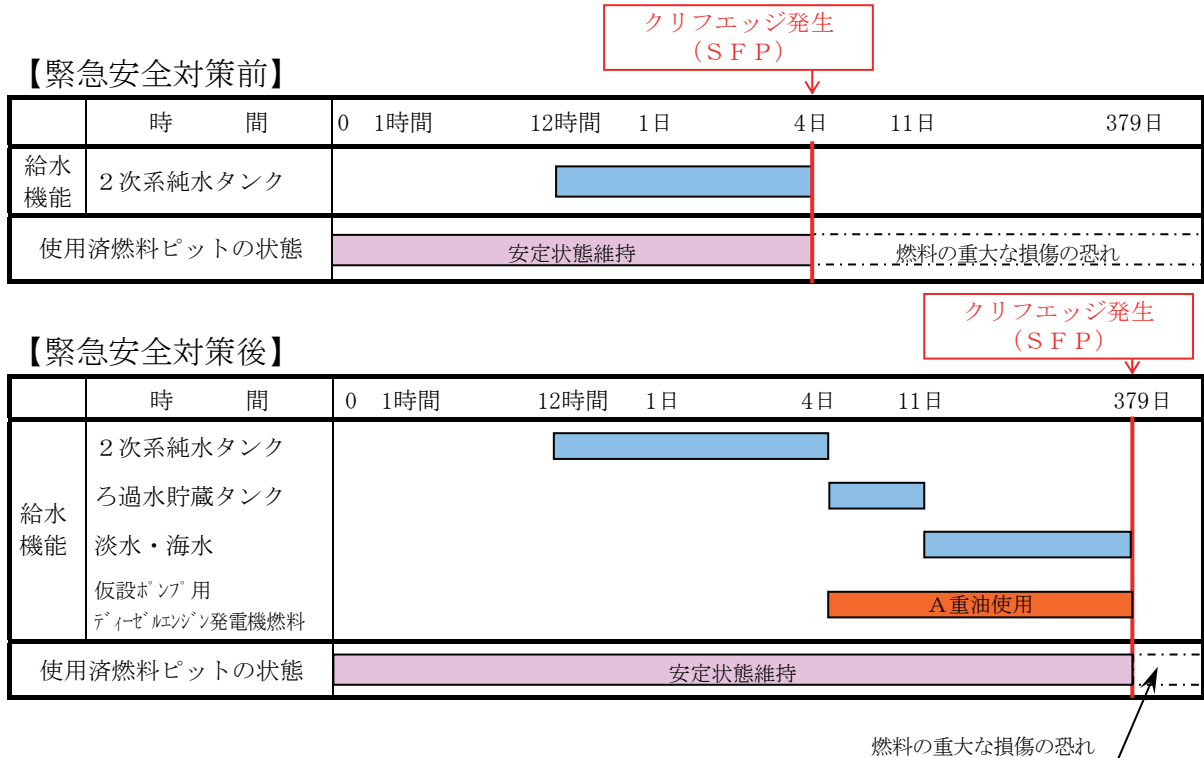 クリフエッジ発生
(ＳＦＰ)
【緊急安全対策前】
時 間 0 1時間 12時間 1日 4日 11日 379日
給水
機能
２次系純水タンク
使用済燃料ピットの状態 安定状態維持 燃料の重大な損傷の恐れ
クリフエッジ発生
(ＳＦＰ)
【緊急安全対策後】
時 間 0 1時間 12時間 1日 4日 11日 379日
給水
機能
２次系純水タンク
ろ過水貯蔵タンク
淡水・海水
仮設ﾎﾟﾝﾌﾟ用
ﾃﾞｨｰｾﾞﾙｴﾝｼﾞﾝ発電機燃料
A重油使用
使用済燃料ピットの状態 安定状態維持
燃料の重大な損傷の恐れ